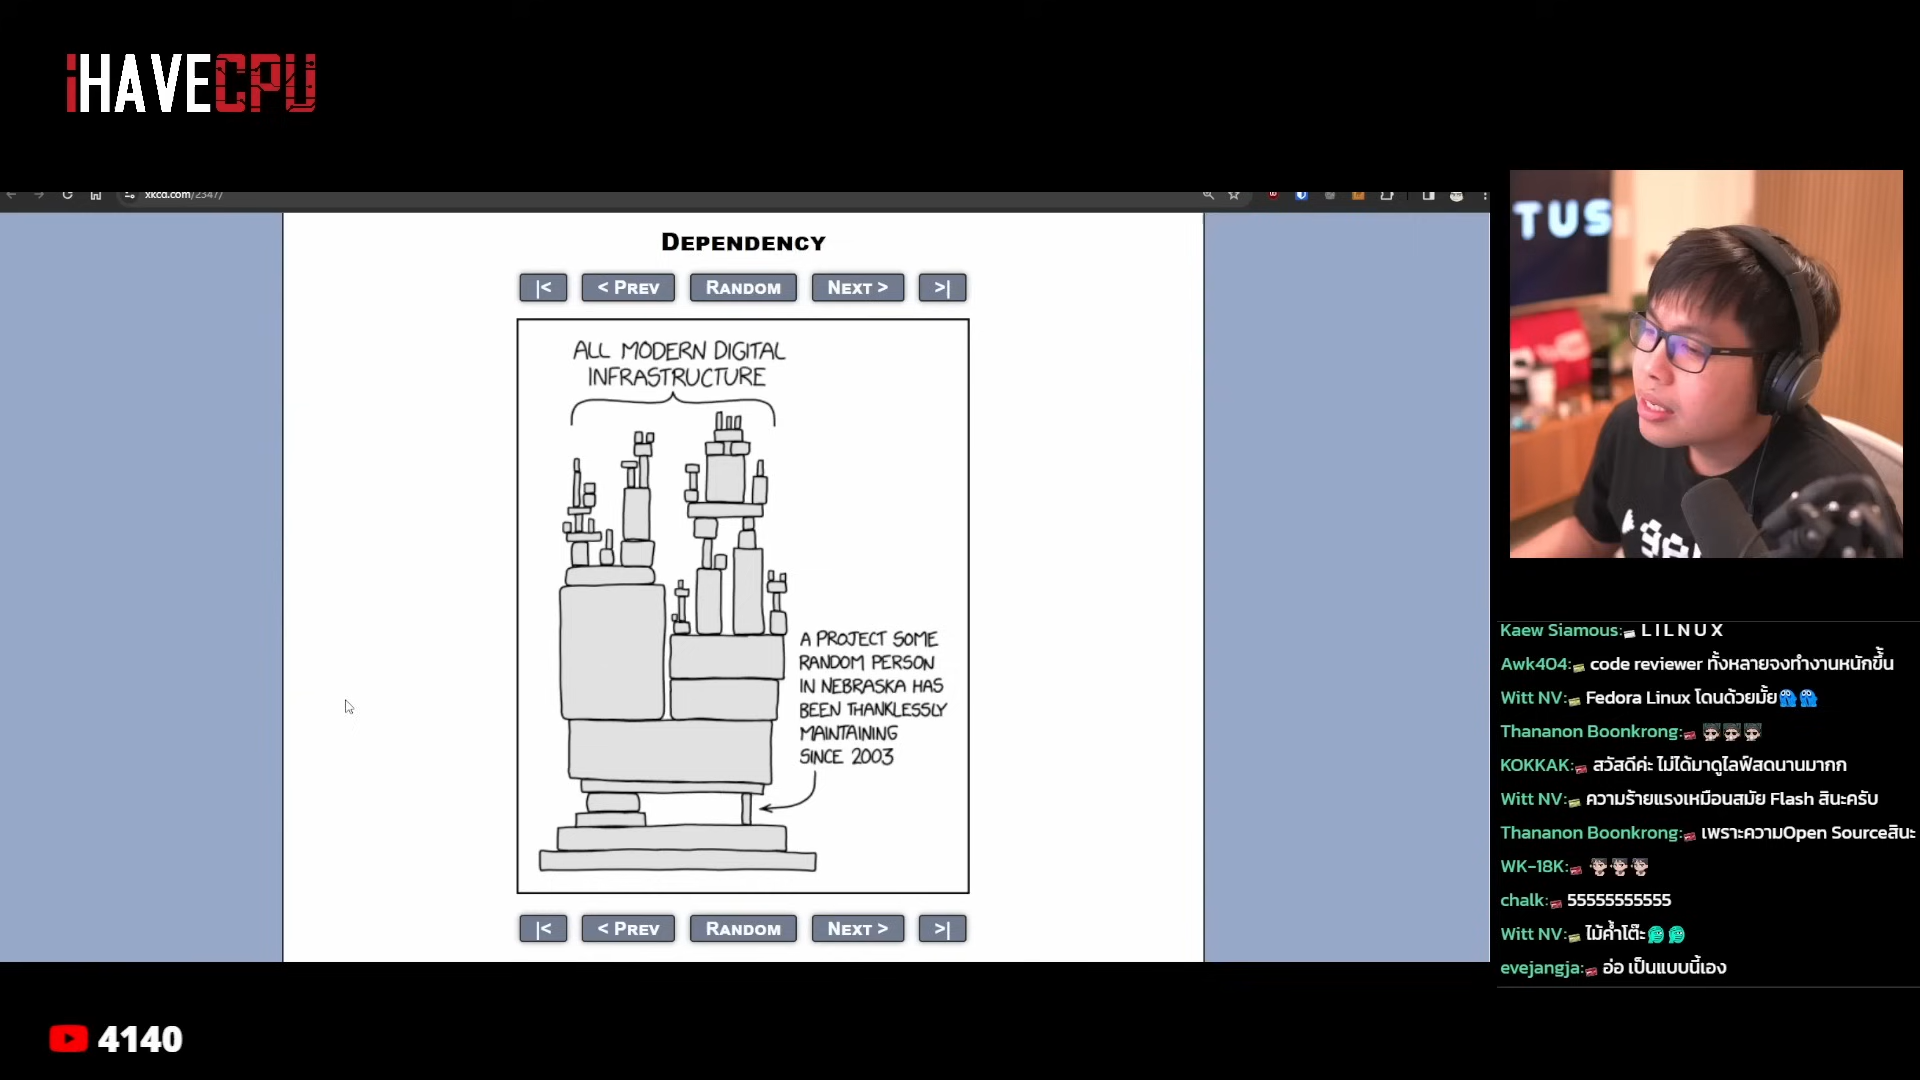 iHAVECPU
xkcd.com/2347/
DEPENDENCY
|<
< PREV
RANDOM
NEXT >
>|
ALL MODERN DIGITAL
INFRASTRUCTURE
A PROJECT SOME
RANDOM PERSON
IN NEBRASKA HAS
BEEN THANKLESSLY
MAINTAINING
SINCE 2003
|<
< PREV
RANDOM
NEXT >
>|
TUS
Kaew Siamous: L I L N U X
Awk404: code reviewer ทั้งหลายจงทำงานหนักขึ้น
Witt NV: Fedora Linux โดนด้วยมั้ย
Thananon Boonkrong:
KOKKAK: สวัสดีค่ะ ไม่ได้มาดูไลฟ์สดนานมากก
Witt NV: ความร้ายแรงเหมือนสมัย Flash สินะครับ
Thananon Boonkrong: เพราะความOpen Sourceสินะ
WK-18K:
chalk: 55555555555
Witt NV: ไม้ค้ำโต๊ะ
evejangja: อ่อ เป็นแบบนี้เอง
4140